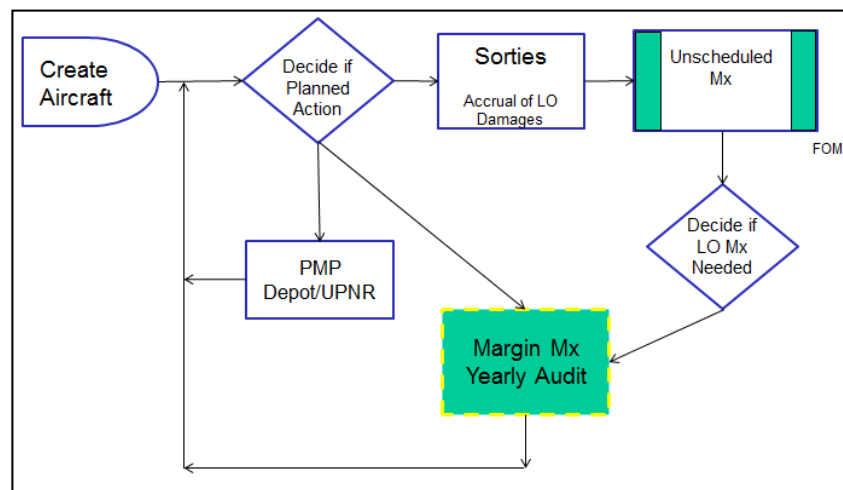 Create
Aircraft
Decide if
Planned
Action
Sorties
Accrual of LO
Damages
Unscheduled
Mx
FOM
PMP
Depot/UPNR
Decide if
LO Mx
Needed
Margin Mx
Yearly Audit